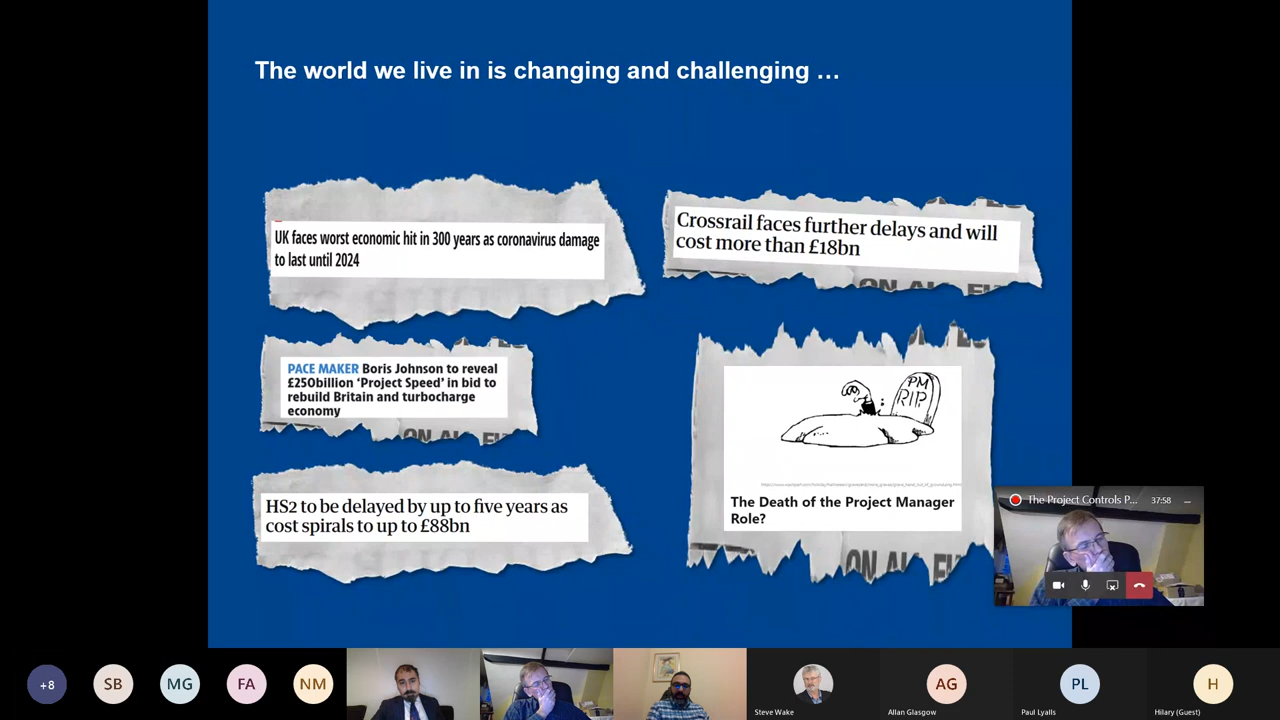 The world we live in is changing and challenging …
UK faces worst economic hit in 300 years as coronavirus damage
to last until 2024
Crossrail faces further delays and will
cost more than £18bn
PACE MAKER Boris Johnson to reveal
£250billion ‘Project Speed’ in bid to
rebuild Britain and turbocharge
economy
PM
RIP
HS2 to be delayed by up to five years as
cost spirals to up to £88bn
The Death of the Project Manager
Role?
The Project Controls P... 37:58 ...
+8
SB
MG
FA
NM
Steve Wake
AG
Allan Glasgow
PL
Paul Lyalls
H
Hilary (Guest)